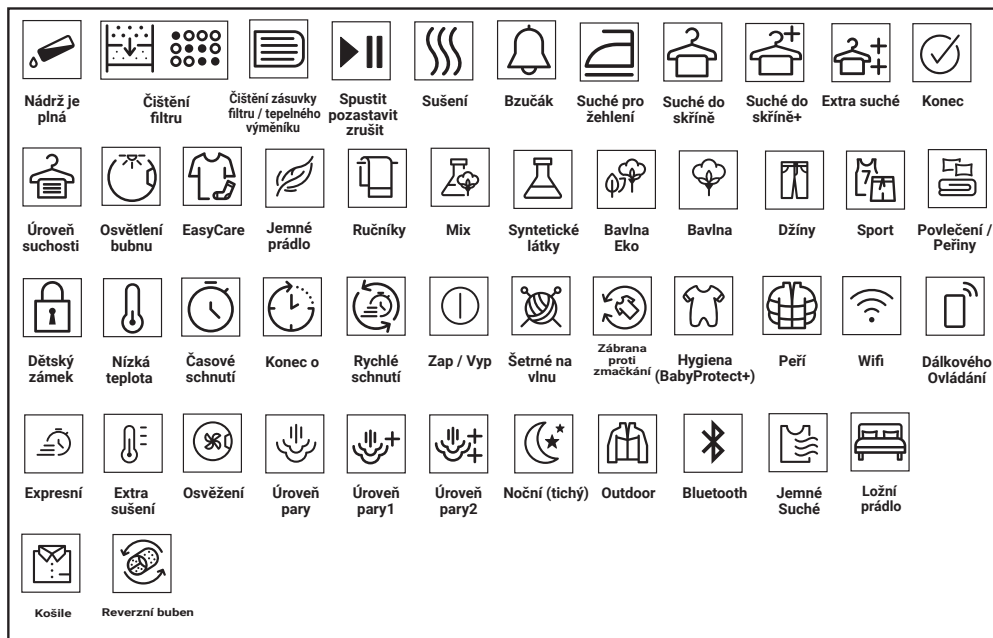 Nádrž je
plná
Čištění
filtru
Čištění zásuvky
filtru / tepelného
výměníku
Spustit
pozastavit
zrušit
Sušení
Bzučák
Suché pro
žehlení
Suché do
skříně
Suché do
skříně+
Extra suché
Konec
Úroveň
suchosti
Osvětlení
bubnu
EasyCare
Jemné
prádlo
Ručníky
Mix
Syntetické
látky
Bavlna
Eko
Bavlna
Džíny
Sport
Povlečení /
Peřiny
Dětský
zámek
Nízká
teplota
Časové
schnutí
Konec o
Rychlé
schnutí
Zap / Vyp
Šetrné na
vlnu
Zábrana
proti
zmačkání
Hygiena
(BabyProtect+)
Peří
Wifi
Dálkového
Ovládání
Expresní
Extra
sušení
Osvěžení
Úroveň
pary
Úroveň
pary1
Úroveň
pary2
Noční (tichý)
Outdoor
Bluetooth
Jemné
Suché
Ložní
prádlo
Košile
Reverzní buben